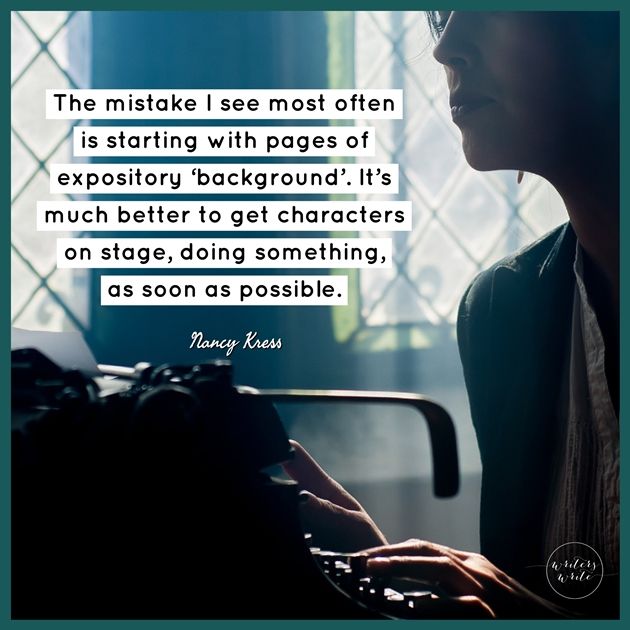 The mistake I see most often
is starting with pages of
expository ‘background’. It’s
much better to get characters
on stage, doing something,
as soon as possible.
Nancy Kress
writers
write